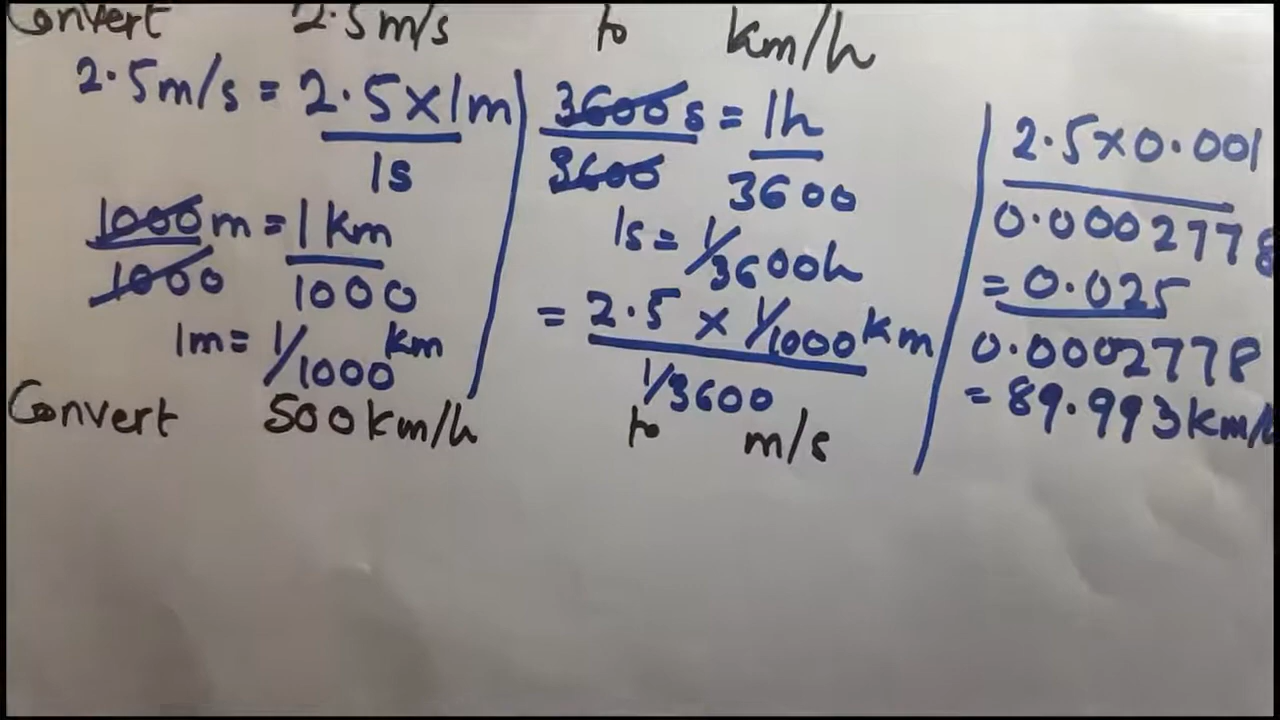 Convert 2.5m/s to km/h
2.5m/s = 2.5×1m
1s
1000m = 1km
1000 1000
1m = 1/1000 km
3600s = 1h
3600 3600
1s = 1/3600h
= 2.5 × 1/1000 km
1/3600
2.5×0.001
0.0002778
= 0.025
0.0002778
= 89.993km/h
Convert 500km/h to m/s